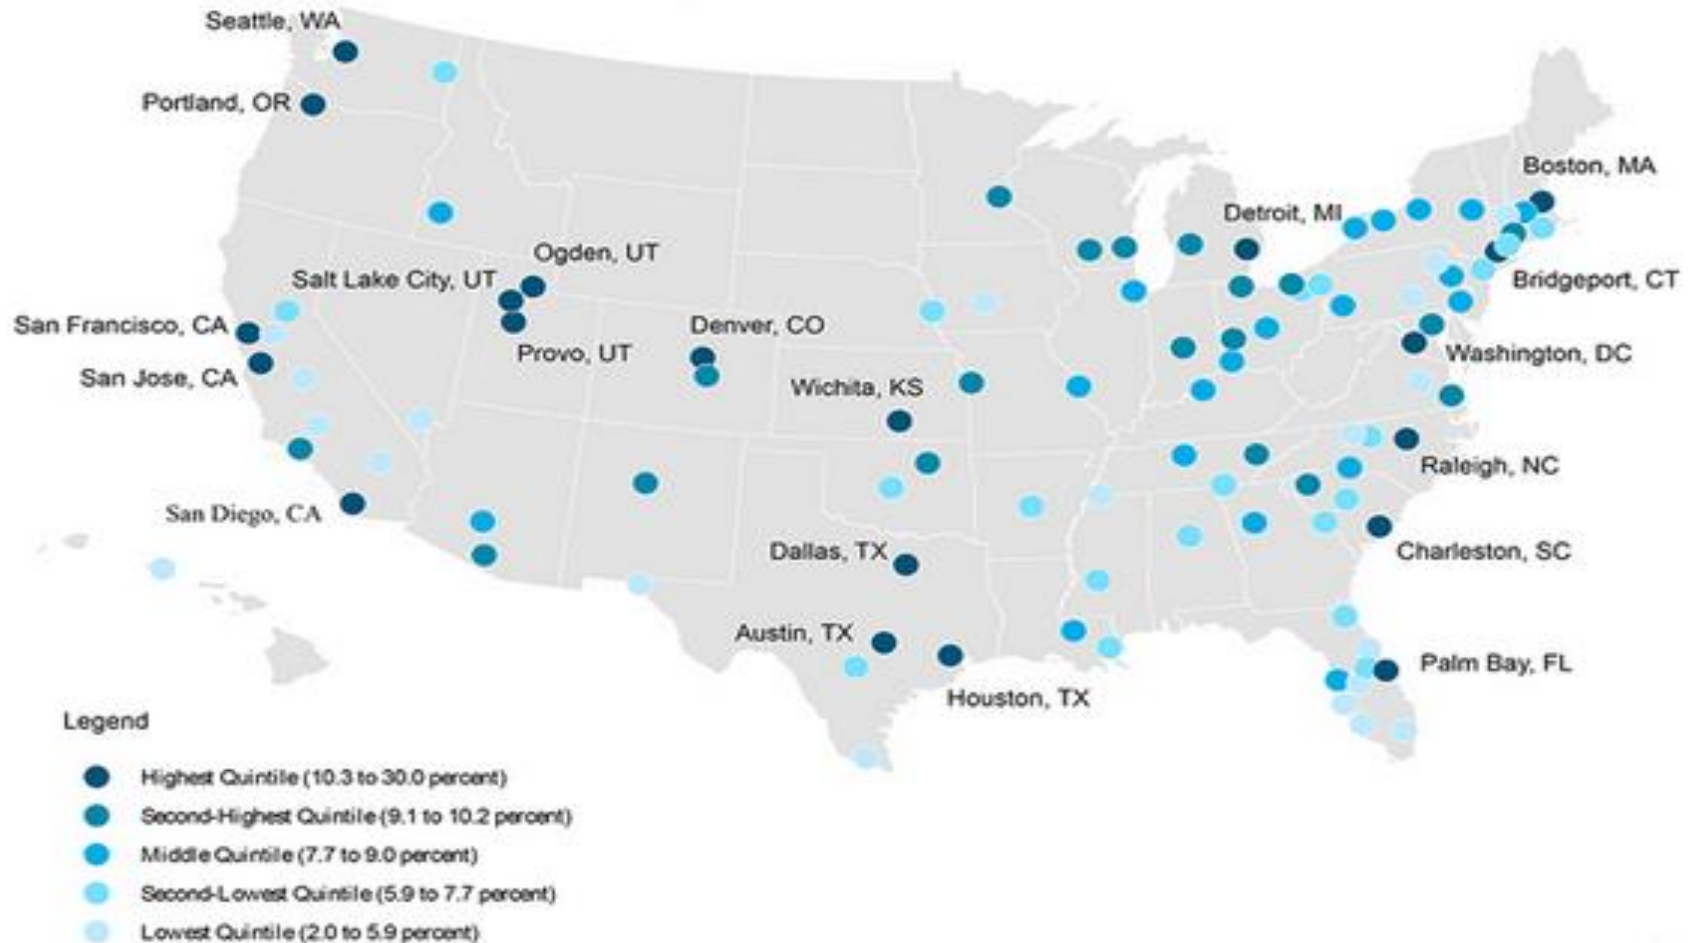 Seattle, WA
Portland, OR
Boston, MA
Detroit, MI
Ogden, UT
Salt Lake City, UT
Bridgeport, CT
San Francisco, CA
Denver, CO
Provo, UT
Washington, DC
San Jose, CA
Wichita, KS
Raleigh, NC
San Diego, CA
Dallas, TX
Charleston, SC
Austin, TX
Palm Bay, FL
Houston, TX
Legend
Highest Quintile (10.3 to 30.0 percent)
Second-Highest Quintile (9.1 to 10.2 percent)
Middle Quintile (7.7 to 9.0 percent)
Second-Lowest Quintile (5.9 to 7.7 percent)
Lowest Quintile (2.0 to 5.9 percent)